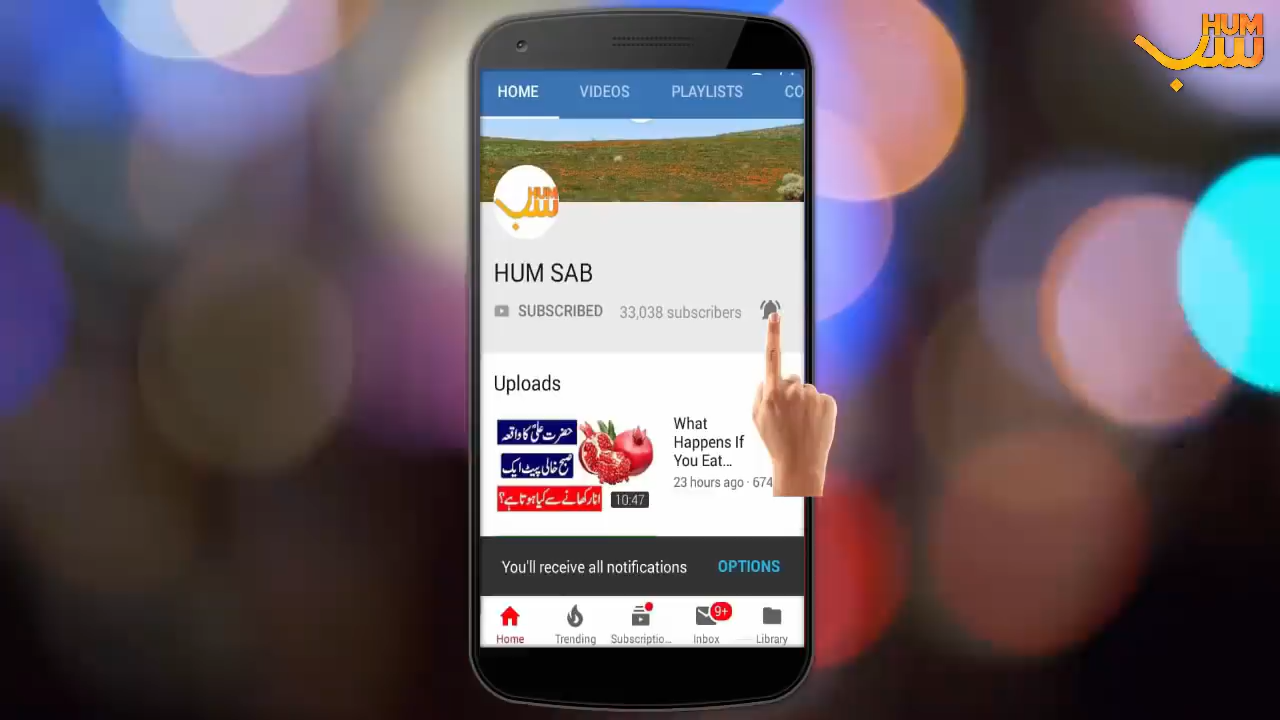 HUM
سب
HOME VIDEOS PLAYLISTS CO
HUM
سب
HUM SAB
SUBSCRIBED 33,038 subscribers
Uploads
حضرت علیؑ کا واقعہ
صبح خالی پیٹ ایک
انار کھانے سے کیا ہوتا ہے؟
10:47
What
Happens If
You Eat...
23 hours ago · 674
You'll receive all notifications OPTIONS
9+
Home Trending Subscriptio... Inbox Library